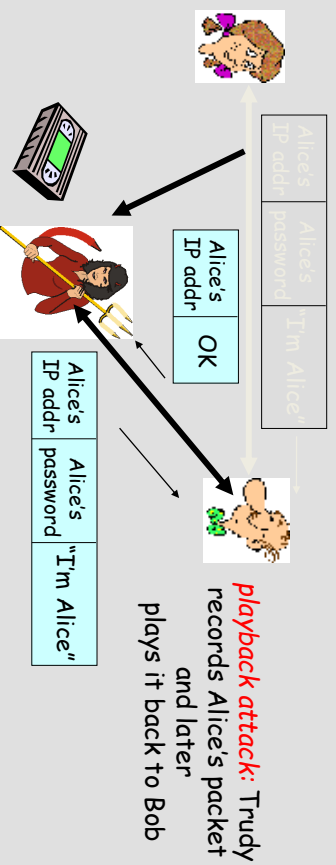 Alice's
IP addr
Alice's
password
"I'm Alice"
Alice's
IP addr
OK
Alice's
IP addr
Alice's
password
"I'm Alice"
playback attack: Trudy
records Alice's packet
and later
plays it back to Bob